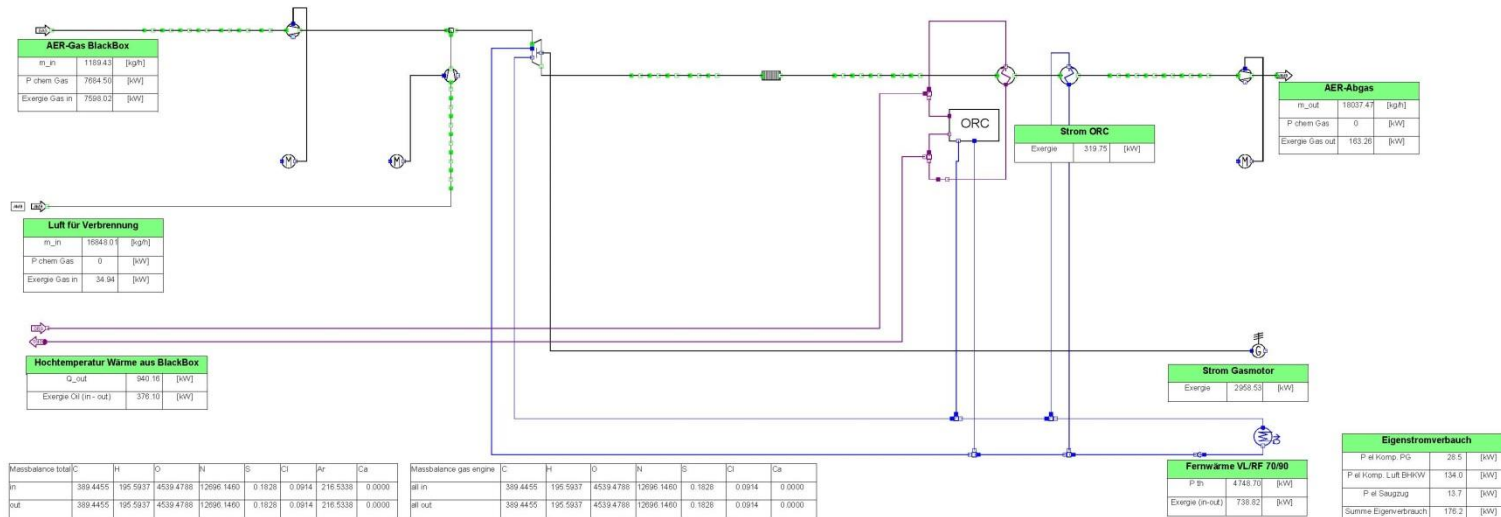 AER-Gas BlackBox
m_in 1189.43 [kg/h]
P chem Gas 7684.50 [kW]
Exergie Gas in 7598.02 [kW]
M
M
M
ORC
Strom ORC
Exergie 319.75 [kW]
AER-Abgas
m_out 18037.47 [kg/h]
P chem Gas 0 [kW]
Exergie Gas out 163.26 [kW]
Luft für Verbrennung
m_in 16848.01 [kg/h]
P chem Gas 0 [kW]
Exergie Gas in 34.94 [kW]
Hochtemperatur Wärme aus BlackBox
Q_out 940.16 [kW]
Exergie Oil (in - out) 376.10 [kW]
G
Strom Gasmotor
Exergie 2958.53 [kW]
Fernwärme VL/RF 70/90
P th 4748.70 [kW]
Exergie (in-out) 738.82 [kW]
Eigenstromverbauch
P el Komp. PG 28.5 [kW]
P el Komp. Luft BHKW 134.0 [kW]
P el Saugzug 13.7 [kW]
Summe Eigenverbrauch 176.2 [kW]
Massbalance total C H O N S Cl Ar Ca
in 389.4455 195.5937 4539.4788 12696.1460 0.1828 0.0914 216.5338 0.0000
out 389.4455 195.5937 4539.4788 12696.1460 0.1828 0.0914 216.5338 0.0000
Massbalance gas engine C H O N S Cl Ca
all in 389.4455 195.5937 4539.4788 12696.1460 0.1828 0.0914 0.0000
all out 389.4455 195.5937 4539.4788 12696.1460 0.1828 0.0914 0.0000